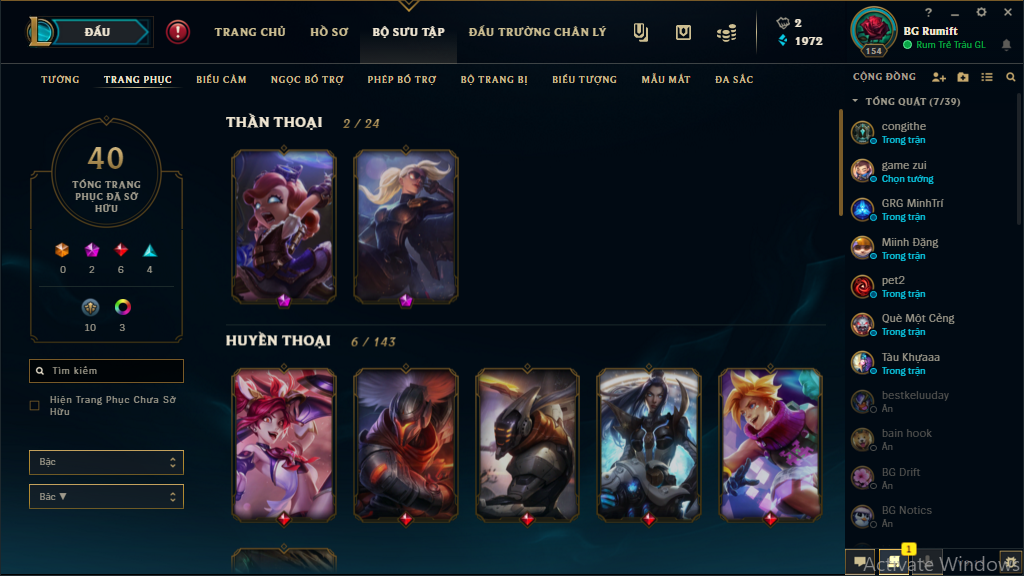 ĐẤU
TRANG CHỦ
HỒ SƠ
BỘ SƯU TẬP
ĐẤU TRƯỜNG CHÂN LÝ
2
1972
154
BG Rumift
Rum Trẻ Trâu GL
TƯỚNG
TRANG PHỤC
BIỂU CẢM
NGỌC BỔ TRỢ
PHÉP BỔ TRỢ
BỘ TRANG BỊ
BIỂU TƯỢNG
MẪU MẮT
ĐA SẮC
40
TỔNG TRANG
PHỤC ĐÃ SỞ
HỮU
0
2
6
4
10
3
Tìm kiếm
Hiện Trang Phục Chưa Sở
Hữu
Bậc
Bậc ▼
THẦN THOẠI 2 / 24
HUYỀN THOẠI 6 / 143
CỘNG ĐỒNG
TỔNG QUÁT (7/39)
congithe
Trong trận
game zui
Chọn tướng
GRG MinhTrí
Trong trận
Miinh Đặng
Trong trận
pet2
Trong trận
Què Một Cẳng
Trong trận
Tàu Khựaaa
Trong trận
bestkeluuday
Ẩn
bain hook
Ẩn
BG Drift
Ẩn
BG Notics
Ẩn
1
Activate Windows